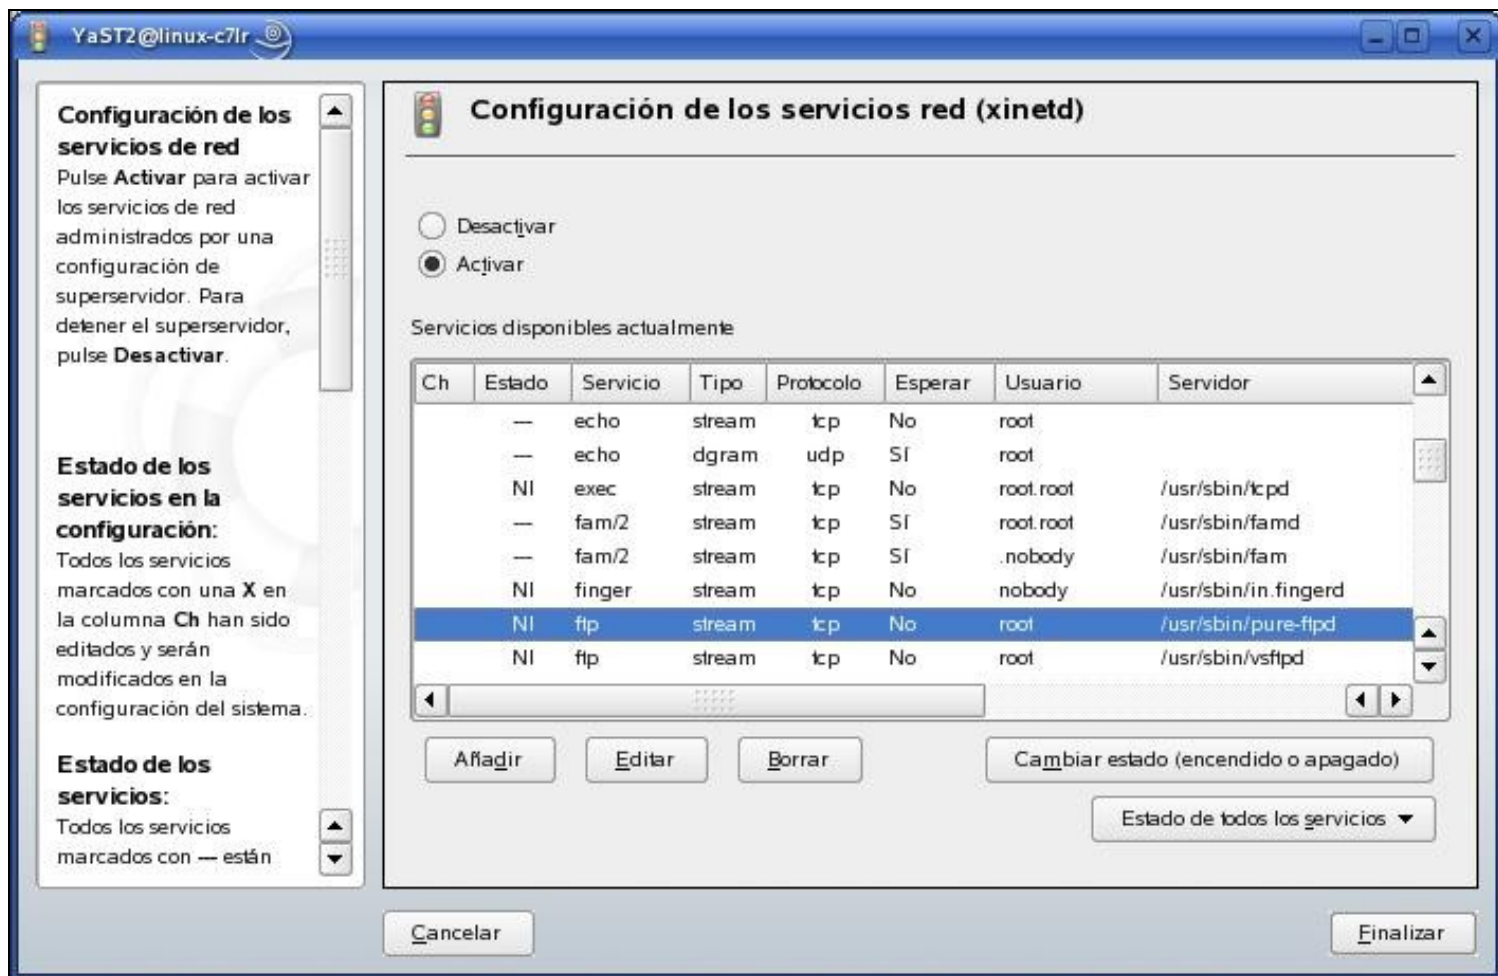 YaST2@linux-c7lr
Configuración de los
servicios de red
Pulse Activar para activar
los servicios de red
administrados por una
configuración de
superservidor. Para
detener el superservidor,
pulse Desactivar.
Estado de los
servicios en la
configuración:
Todos los servicios
marcados con una X en
la columna Ch han sido
editados y serán
modificados en la
configuración del sistema.
Estado de los
servicios:
Todos los servicios
marcados con --- están
Configuración de los servicios red (xinetd)
Desactivar
Activar
Servicios disponibles actualmente
Ch Estado Servicio Tipo Protocolo Esperar Usuario Servidor
--- echo stream tcp No root
--- echo dgram udp Sí root
NI exec stream tcp No root.root /usr/sbin/tcpd
--- fam/2 stream tcp Sí root.root /usr/sbin/famd
--- fam/2 stream tcp Sí .nobody /usr/sbin/fam
NI finger stream tcp No nobody /usr/sbin/in.fingerd
NI ftp stream tcp No root /usr/sbin/pure-ftpd
NI ftp stream tcp No root /usr/sbin/vsftpd
Añadir Editar Borrar Cambiar estado (encendido o apagado)
Estado de todos los servicios
Cancelar Finalizar